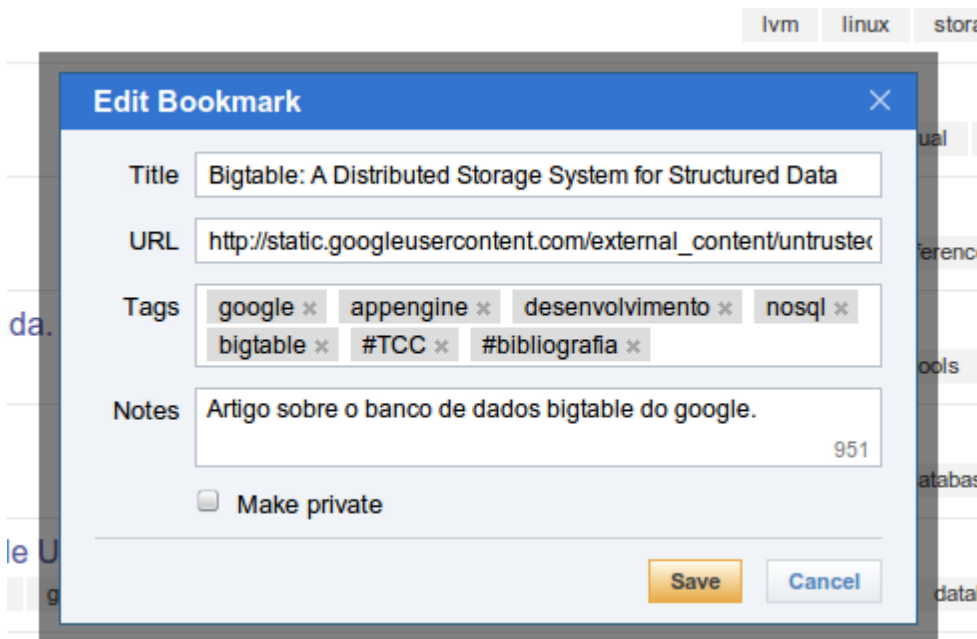 lvm linux
Edit Bookmark
Title Bigtable: A Distributed Storage System for Structured Data
URL http://static.googleusercontent.com/external_content/untrusted
Tags google appengine desenvolvimento nosql
da.
bigtable #TCC #bibliografia
Notes Artigo sobre o banco de dados bigtable do google.
951
Make private
Save Cancel